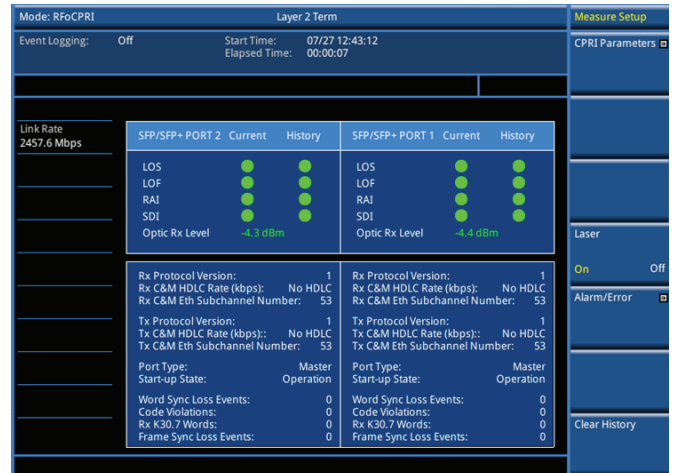 Mode: RFoCPRI Layer 2 Term Measure Setup
Event Logging: Off Start Time: 07/27 12:43:12
Elapsed Time: 00:00:07
CPRI Parameters
Link Rate
2457.6 Mbps
SFP/SFP+ PORT 2 Current History
LOS
LOF
RAI
SDI
Optic Rx Level -4.3 dBm
SFP/SFP+ PORT 1 Current History
LOS
LOF
RAI
SDI
Optic Rx Level -4.4 dBm
Rx Protocol Version: 1
Rx C&M HDLC Rate (kbps): No HDLC
Rx C&M Eth Subchannel Number: 53
Tx Protocol Version: 1
Tx C&M HDLC Rate (kbps):: No HDLC
Tx C&M Eth Subchannel Number: 53
Port Type: Master
Start-up State: Operation
Word Sync Loss Events: 0
Code Violations: 0
Rx K30.7 Words: 0
Frame Sync Loss Events: 0
Rx Protocol Version: 1
Rx C&M HDLC Rate (kbps): No HDLC
Rx C&M Eth Subchannel Number: 53
Tx Protocol Version: 1
Tx C&M HDLC Rate (kbps):: No HDLC
Tx C&M Eth Subchannel Number: 53
Port Type: Master
Start-up State: Operation
Word Sync Loss Events: 0
Code Violations: 0
Rx K30.7 Words: 0
Frame Sync Loss Events: 0
Laser
On Off
Alarm/Error
Clear History